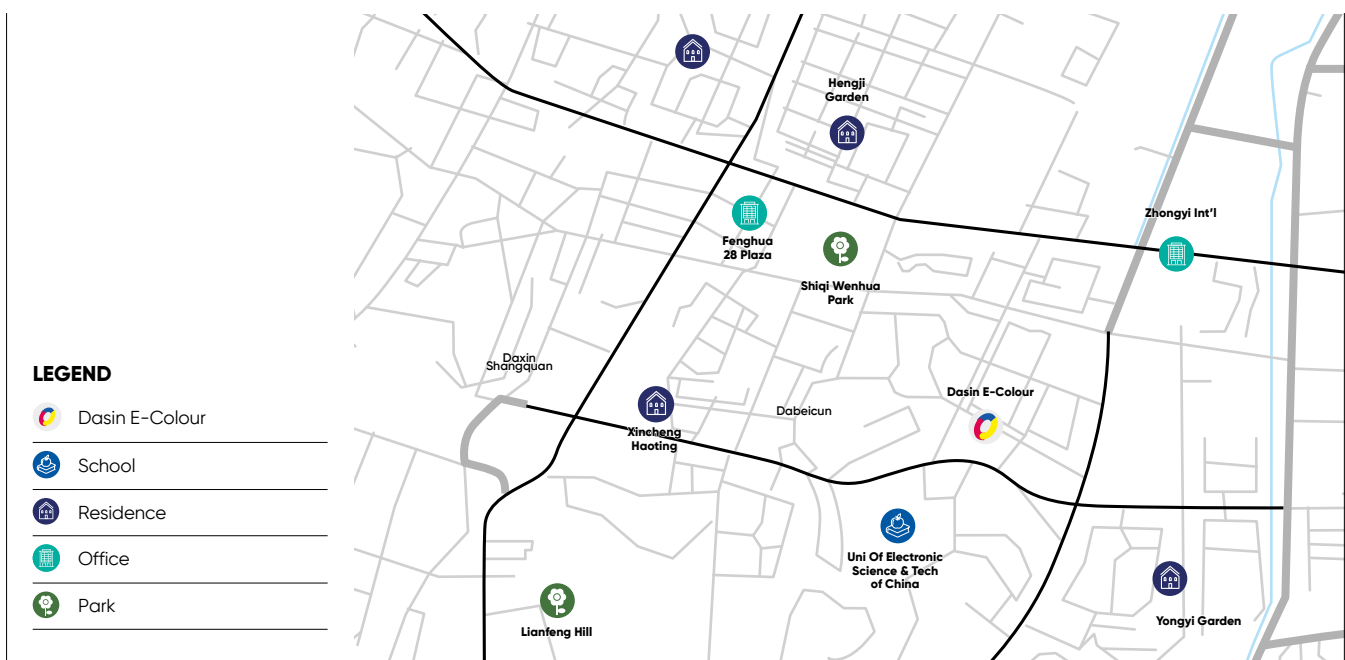 Hengji
Garden
Zhongyi Int'l
Fenghua
28 Plaza
Shiqi Wenhua
Park
Daxin
Shangquan
Dasin E-Colour
Dabeicun
Xincheng
Haoting
Uni Of Electronic
Science & Tech
of China
Yongyi Garden
Lianfeng Hill
LEGEND
Dasin E-Colour
School
Residence
Office
Park